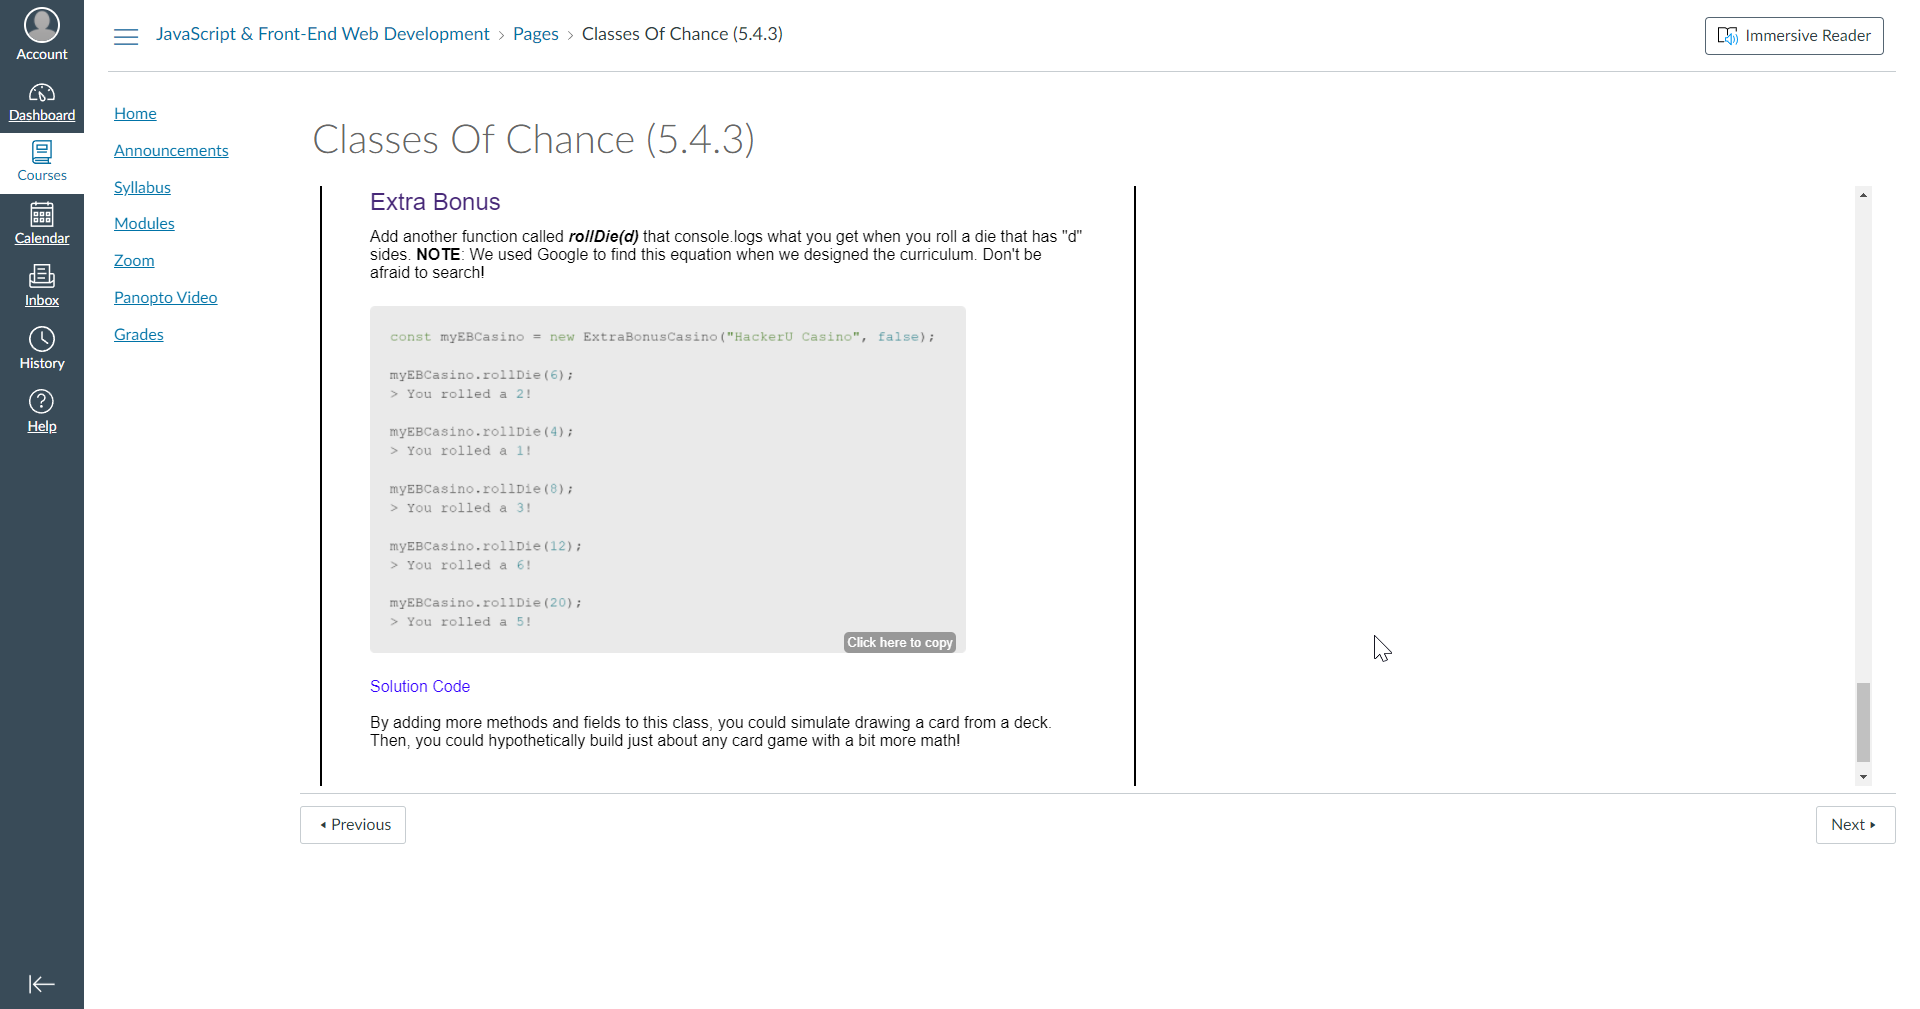 Account
Dashboard
Courses
Calendar
Inbox
History
Help
JavaScript & Front-End Web Development › Pages › Classes Of Chance (5.4.3)
Immersive Reader
Home
Announcements
Syllabus
Modules
Zoom
Panopto Video
Grades
Classes Of Chance (5.4.3)
Extra Bonus
Add another function called rollDie(d) that console.logs what you get when you roll a die that has "d"
sides. NOTE: We used Google to find this equation when we designed the curriculum. Don't be
afraid to search!
const myEBCasino = new ExtraBonusCasino("HackerU Casino", false);
myEBCasino.rollDie(6);
> You rolled a 2!
myEBCasino.rollDie(4);
> You rolled a 1!
myEBCasino.rollDie(8);
> You rolled a 3!
myEBCasino.rollDie(12);
> You rolled a 6!
myEBCasino.rollDie(20);
> You rolled a 5!
Click here to copy
Solution Code
By adding more methods and fields to this class, you could simulate drawing a card from a deck.
Then, you could hypothetically build just about any card game with a bit more math!
Previous
Next